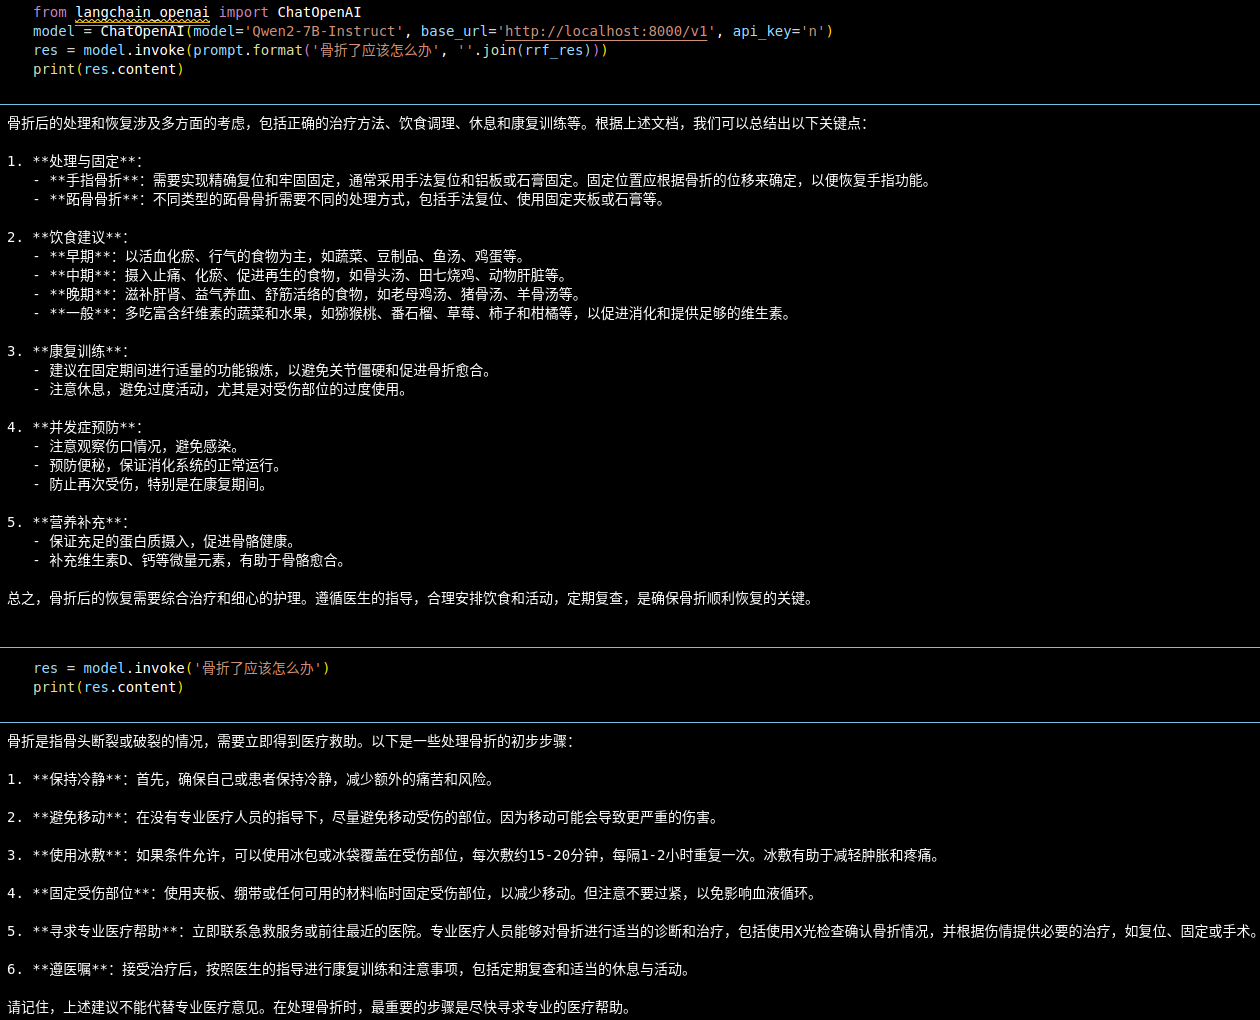 from langchain_openai import ChatOpenAI
model = ChatOpenAI(model='Qwen2-7B-Instruct', base_url='http://localhost:8000/v1', api_key='n')
res = model.invoke(prompt.format('骨折了应该怎么办', ''.join(rrf_res)))
print(res.content)
骨折后的处理和恢复涉及多方面的考虑，包括正确的治疗方法、饮食调理、休息和康复训练等。根据上述文档，我们可以总结出以下关键点：
1. **处理与固定**：
- **手指骨折**：需要实现精确复位和牢固固定，通常采用手法复位和铝板或石膏固定。固定位置应根据骨折的位移来确定，以便恢复手指功能。
- **跖骨骨折**：不同类型的跖骨骨折需要不同的处理方式，包括手法复位、使用固定夹板或石膏等。
2. **饮食建议**：
- **早期**：以活血化瘀、行气的食物为主，如蔬菜、豆制品、鱼汤、鸡蛋等。
- **中期**：摄入止痛、化瘀、促进再生的食物，如骨头汤、田七烧鸡、动物肝脏等。
- **晚期**：滋补肝肾、益气养血、舒筋活络的食物，如老母鸡汤、猪骨汤、羊骨汤等。
- **一般**：多吃富含纤维素的蔬菜和水果，如猕猴桃、番石榴、草莓、柿子和柑橘等，以促进消化和提供足够的维生素。
3. **康复训练**：
- 建议在固定期间进行适量的功能锻炼，以避免关节僵硬和促进骨折愈合。
- 注意休息，避免过度活动，尤其是对受伤部位的过度使用。
4. **并发症预防**：
- 注意观察伤口情况，避免感染。
- 预防便秘，保证消化系统的正常运行。
- 防止再次受伤，特别是在康复期间。
5. **营养补充**：
- 保证充足的蛋白质摄入，促进骨骼健康。
- 补充维生素D、钙等微量元素，有助于骨骼愈合。
总之，骨折后的恢复需要综合治疗和细心的护理。遵循医生的指导，合理安排饮食和活动，定期复查，是确保骨折顺利恢复的关键。
res = model.invoke('骨折了应该怎么办')
print(res.content)
骨折是指骨头断裂或破裂的情况，需要立即得到医疗救助。以下是一些处理骨折的初步步骤：
1. **保持冷静**：首先，确保自己或患者保持冷静，减少额外的痛苦和风险。
2. **避免移动**：在没有专业医疗人员的指导下，尽量避免移动受伤的部位。因为移动可能会导致更严重的伤害。
3. **使用冰敷**：如果条件允许，可以使用冰包或冰袋覆盖在受伤部位，每次敷约15-20分钟，每隔1-2小时重复一次。冰敷有助于减轻肿胀和疼痛。
4. **固定受伤部位**：使用夹板、绷带或任何可用的材料临时固定受伤部位，以减少移动。但注意不要过紧，以免影响血液循环。
5. **寻求专业医疗帮助**：立即联系急救服务或前往最近的医院。专业医疗人员能够对骨折进行适当的诊断和治疗，包括使用X光检查确认骨折情况，并根据伤情提供必要的治疗，如复位、固定或手术。
6. **遵医嘱**：接受治疗后，按照医生的指导进行康复训练和注意事项，包括定期复查和适当的休息与活动。
请记住，上述建议不能代替专业医疗意见。在处理骨折时，最重要的步骤是尽快寻求专业的医疗帮助。